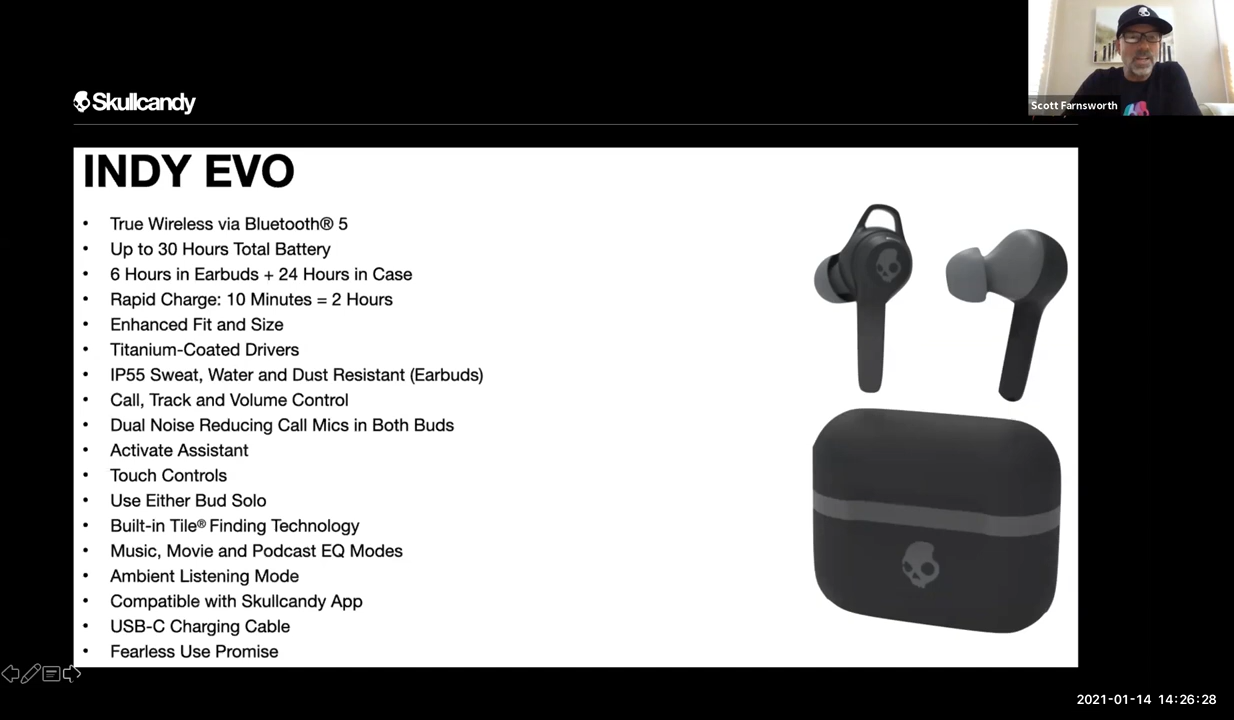 Skullcandy
Scott Farnsworth
INDY EVO
• True Wireless via Bluetooth® 5
• Up to 30 Hours Total Battery
• 6 Hours in Earbuds + 24 Hours in Case
• Rapid Charge: 10 Minutes = 2 Hours
• Enhanced Fit and Size
• Titanium-Coated Drivers
• IP55 Sweat, Water and Dust Resistant (Earbuds)
• Call, Track and Volume Control
• Dual Noise Reducing Call Mics in Both Buds
• Activate Assistant
• Touch Controls
• Use Either Bud Solo
• Built-in Tile® Finding Technology
• Music, Movie and Podcast EQ Modes
• Ambient Listening Mode
• Compatible with Skullcandy App
• USB-C Charging Cable
• Fearless Use Promise
2021-01-14 14:26:28